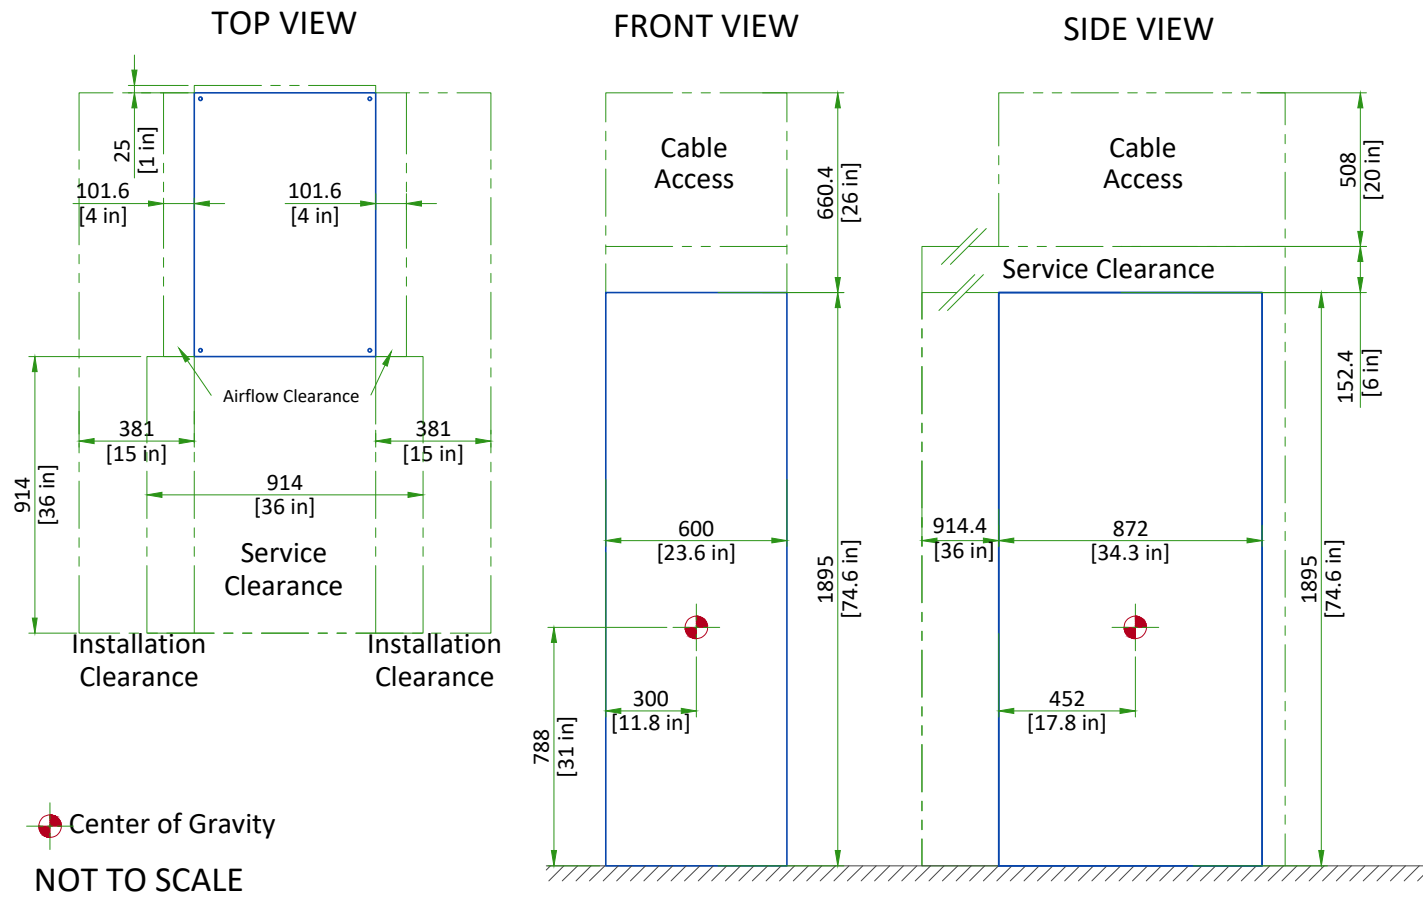 TOP VIEW
FRONT VIEW
SIDE VIEW
25
[1 in]
101.6
[4 in]
101.6
[4 in]
Airflow Clearance
381
[15 in]
381
[15 in]
914
[36 in]
914
[36 in]
Service
Clearance
Installation
Clearance
Installation
Clearance
Cable
Access
660.4
[26 in]
600
[23.6 in]
1895
[74.6 in]
300
[11.8 in]
788
[31 in]
Cable
Access
508
[20 in]
Service Clearance
152.4
[6 in]
914.4
[36 in]
872
[34.3 in]
1895
[74.6 in]
452
[17.8 in]
Center of Gravity
NOT TO SCALE